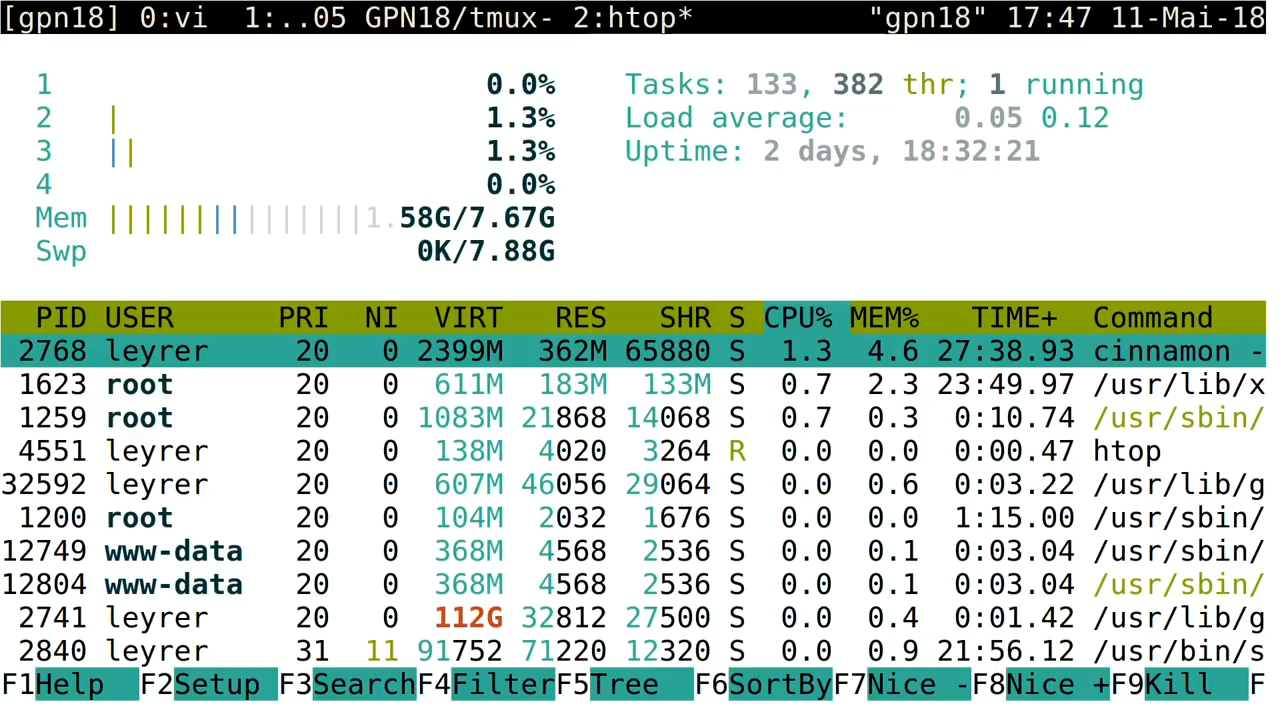 [gpn18] 0:vi  1:..05 GPN18/tmux- 2:htop*          "gpn18" 17:47 11-Mai-18
1                         0.0%    Tasks: 133, 382 thr; 1 running
2   |                     1.3%    Load average:      0.05 0.12
3   ||                    1.3%    Uptime: 2 days, 18:32:21
4                         0.0%
Mem |||||||||||||||1.58G/7.67G
Swp                   0K/7.88G
PID USER      PRI  NI  VIRT   RES   SHR S CPU% MEM%   TIME+  Command
2768 leyrer     20   0 2399M  362M 65880 S  1.3  4.6 27:38.93 cinnamon -
1623 root       20   0  611M  183M  133M S  0.7  2.3 23:49.97 /usr/lib/x
1259 root       20   0 1083M 21868 14068 S  0.7  0.3  0:10.74 /usr/sbin/
4551 leyrer     20   0  138M  4020  3264 R  0.0  0.0  0:00.47 htop
32592 leyrer     20   0  607M 46056 29064 S  0.0  0.6  0:03.22 /usr/lib/g
1200 root       20   0  104M  2032  1676 S  0.0  0.0  1:15.00 /usr/sbin/
12749 www-data   20   0  368M  4568  2536 S  0.0  0.1  0:03.04 /usr/sbin/
12804 www-data   20   0  368M  4568  2536 S  0.0  0.1  0:03.04 /usr/sbin/
2741 leyrer     20   0  112G 32812 27500 S  0.0  0.4  0:01.42 /usr/lib/g
2840 leyrer     31  11 91752 71220 12320 S  0.0  0.9 21:56.12 /usr/bin/s
F1Help  F2Setup F3SearchF4FilterF5Tree  F6SortByF7Nice -F8Nice +F9Kill  F